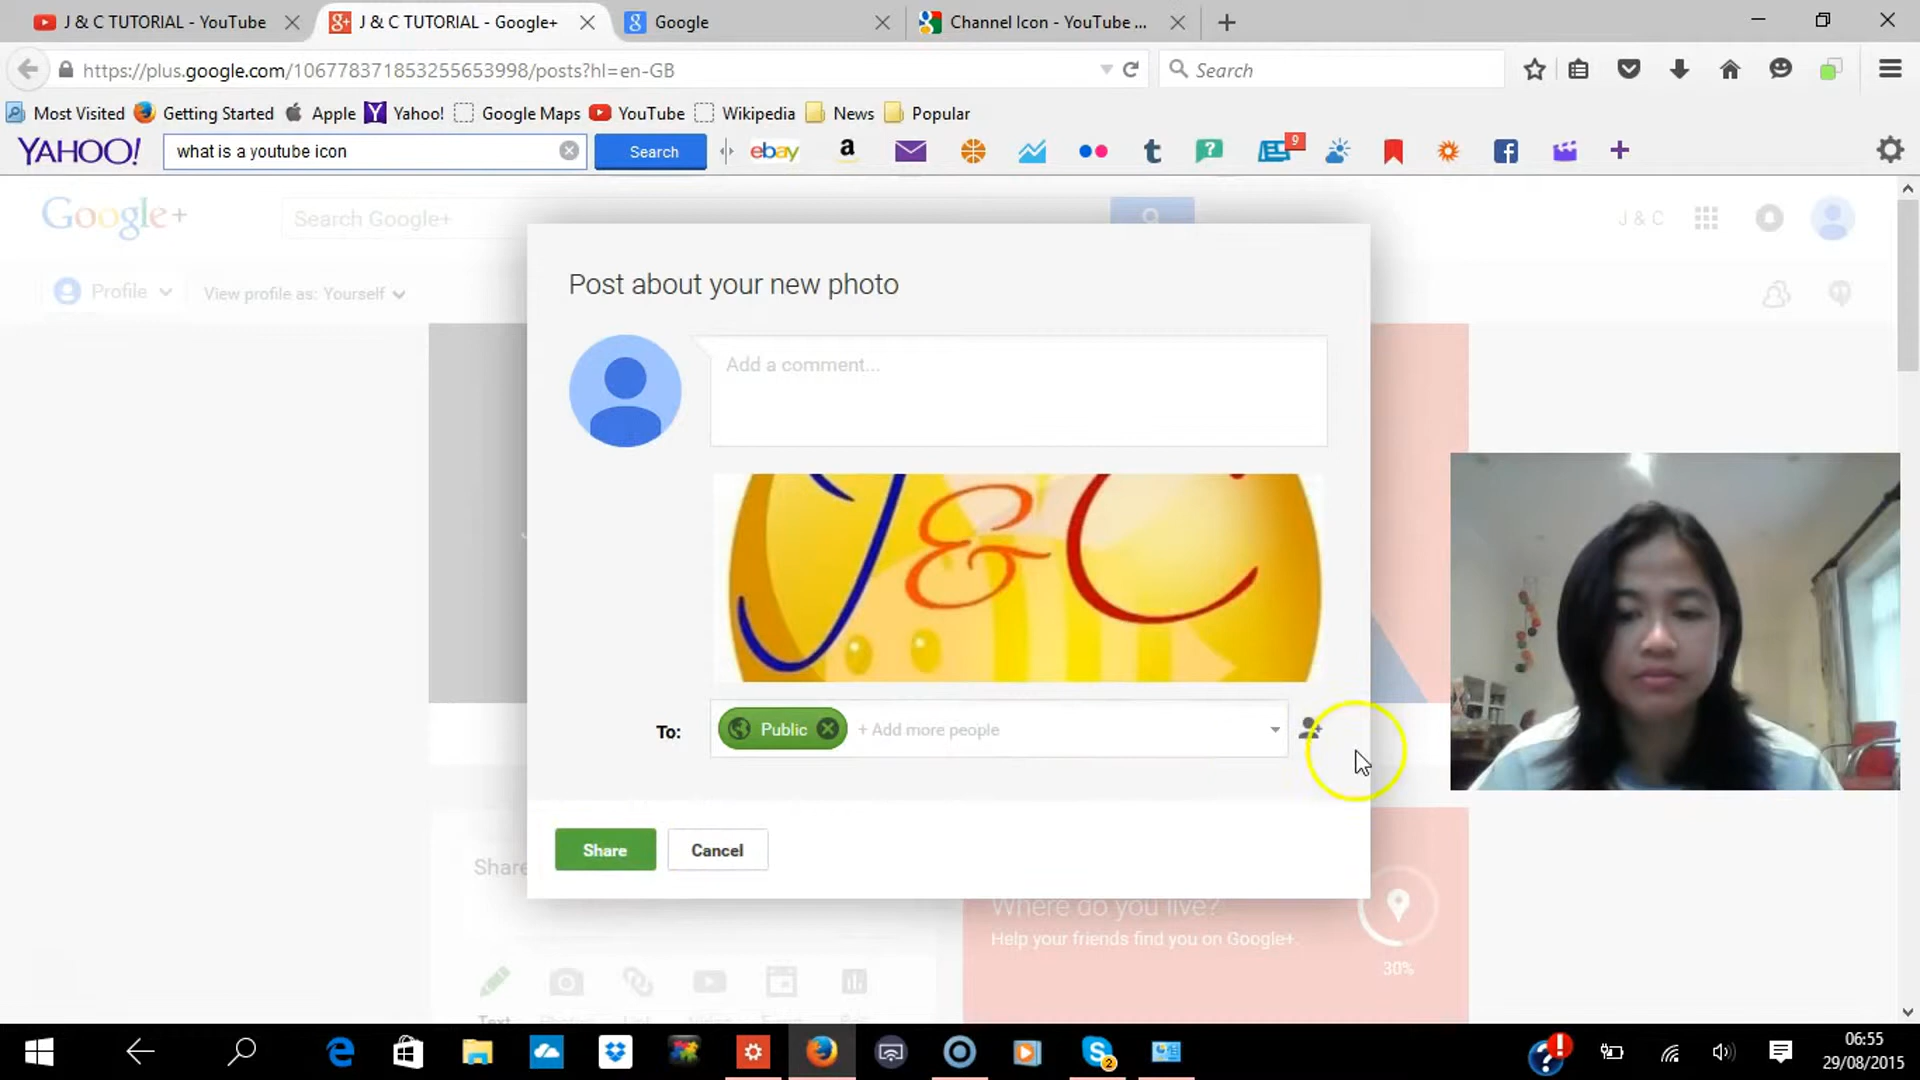 J & C TUTORIAL - YouTube
J & C TUTORIAL - Google+
Google
Channel Icon - YouTube ...
https://plus.google.com/106778371853255653998/posts?hl=en-GB
Search
Most Visited
Getting Started
Apple
Yahoo!
Google Maps
YouTube
Wikipedia
News
Popular
YAHOO!
what is a youtube icon
Search
ebay
9
Google+
Search Google+
J & C
Profile
View profile as: Yourself
Post about your new photo
Add a comment...
J & C
To:
Public
+ Add more people
Share
Cancel
Share
Where do you live?
Help your friends find you on Google+.
30%
Text
2
06:55
29/08/2015